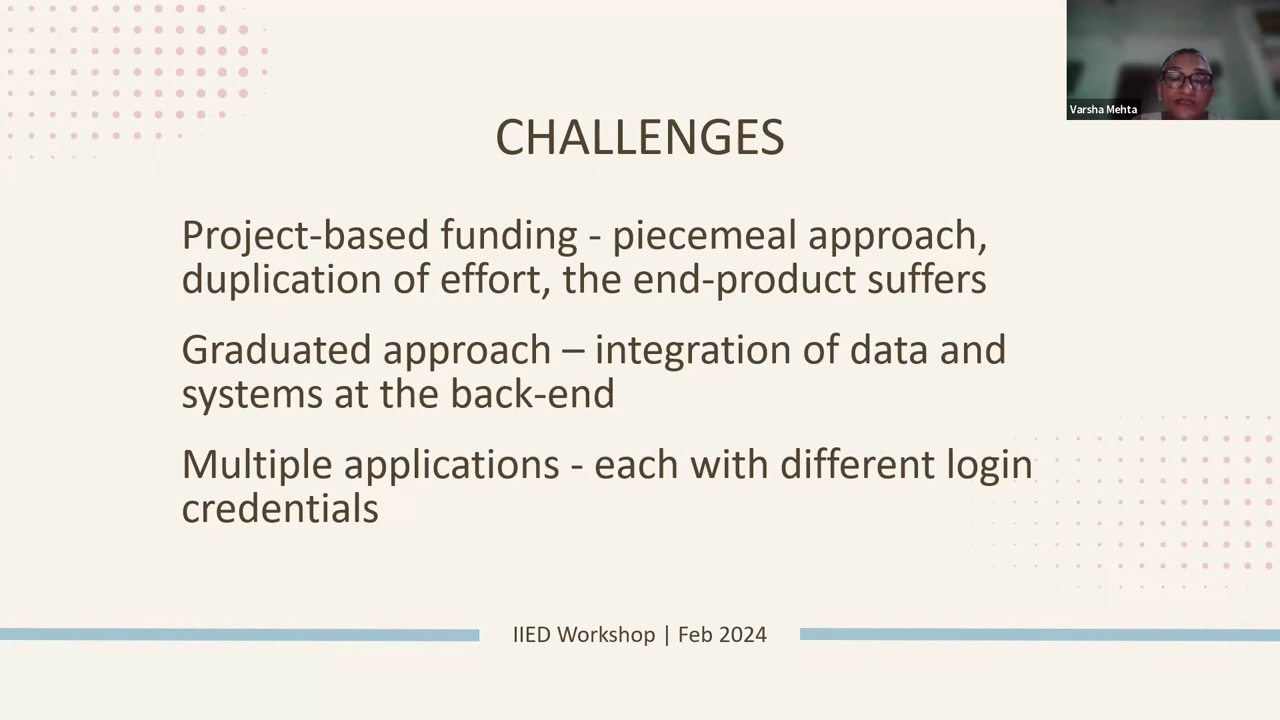 Varsha Mehta
CHALLENGES
Project-based funding - piecemeal approach,
duplication of effort, the end-product suffers
Graduated approach – integration of data and
systems at the back-end
Multiple applications - each with different login
credentials
IIED Workshop | Feb 2024